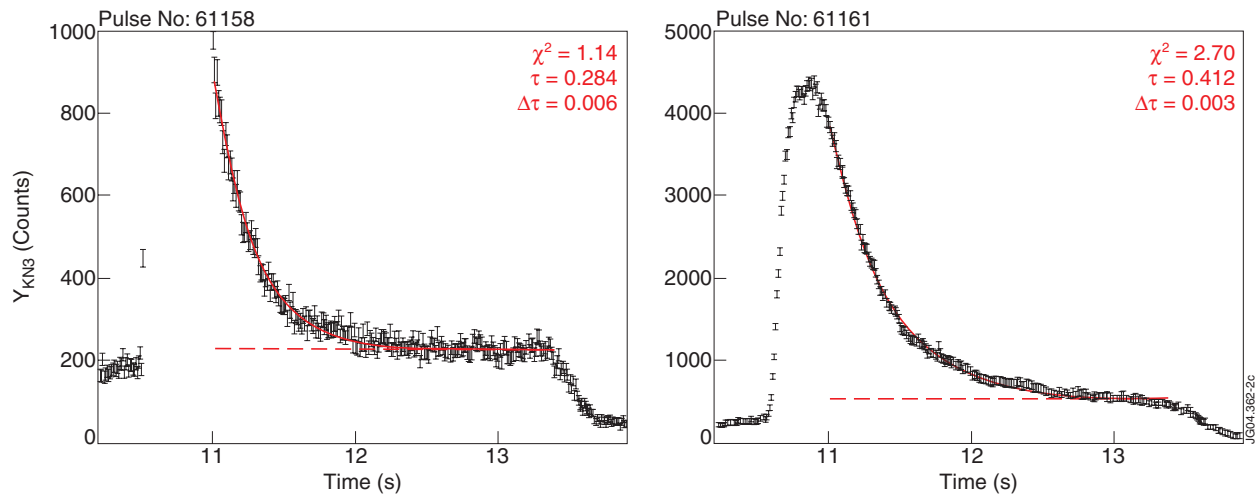 Pulse No: 61158
1000
800
600
400
200
0
Y_KN3 (Counts)
χ² = 1.14
τ = 0.284
Δτ = 0.006
11
12
13
Time (s)
Pulse No: 61161
5000
4000
3000
2000
1000
0
χ² = 2.70
τ = 0.412
Δτ = 0.003
11
12
13
Time (s)
JG04.362-2c